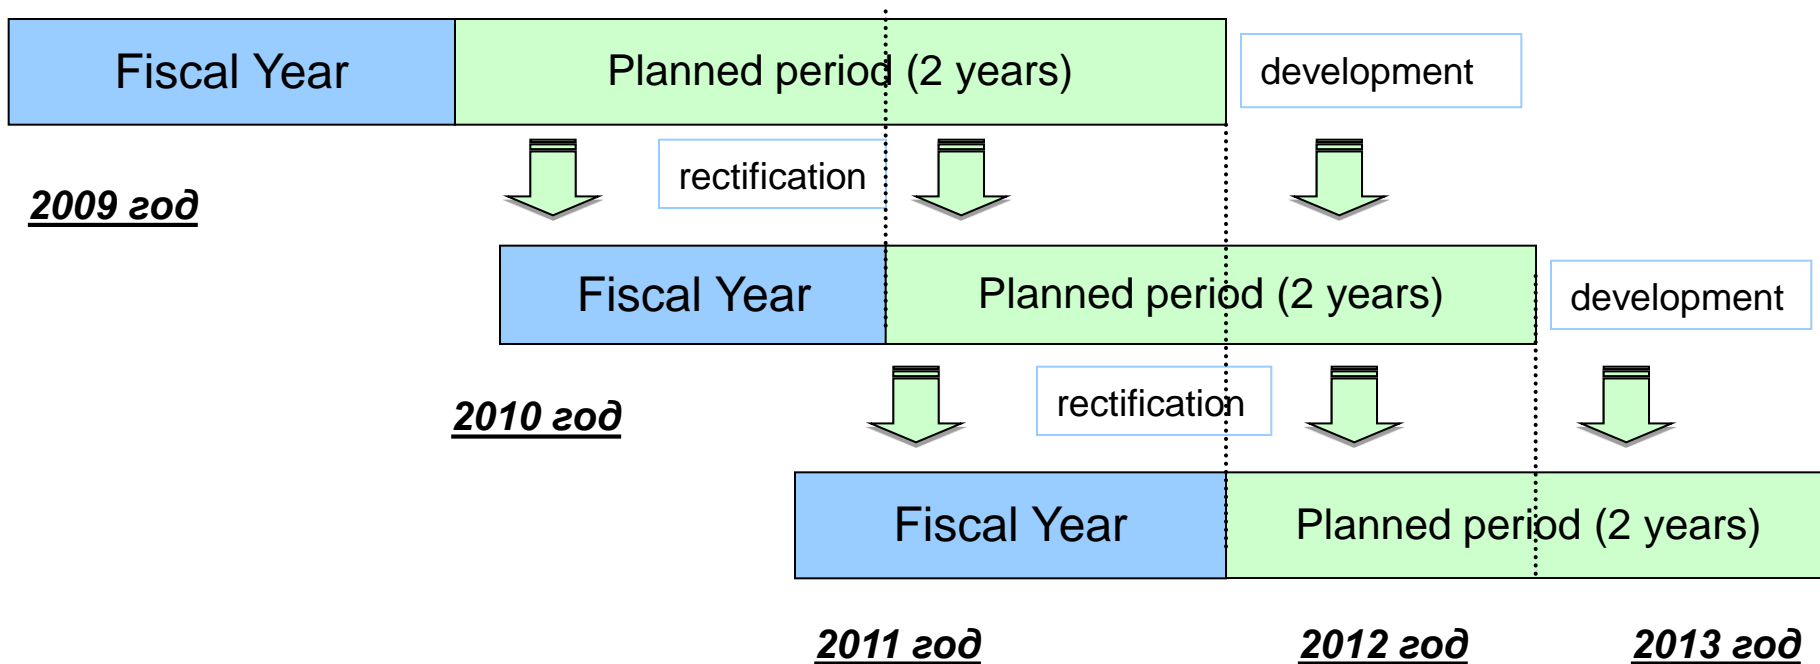 Fiscal Year
Planned period (2 years)
development
rectification
2009 год
Fiscal Year
Planned period (2 years)
development
rectification
2010 год
Fiscal Year
Planned period (2 years)
2011 год
2012 год
2013 год